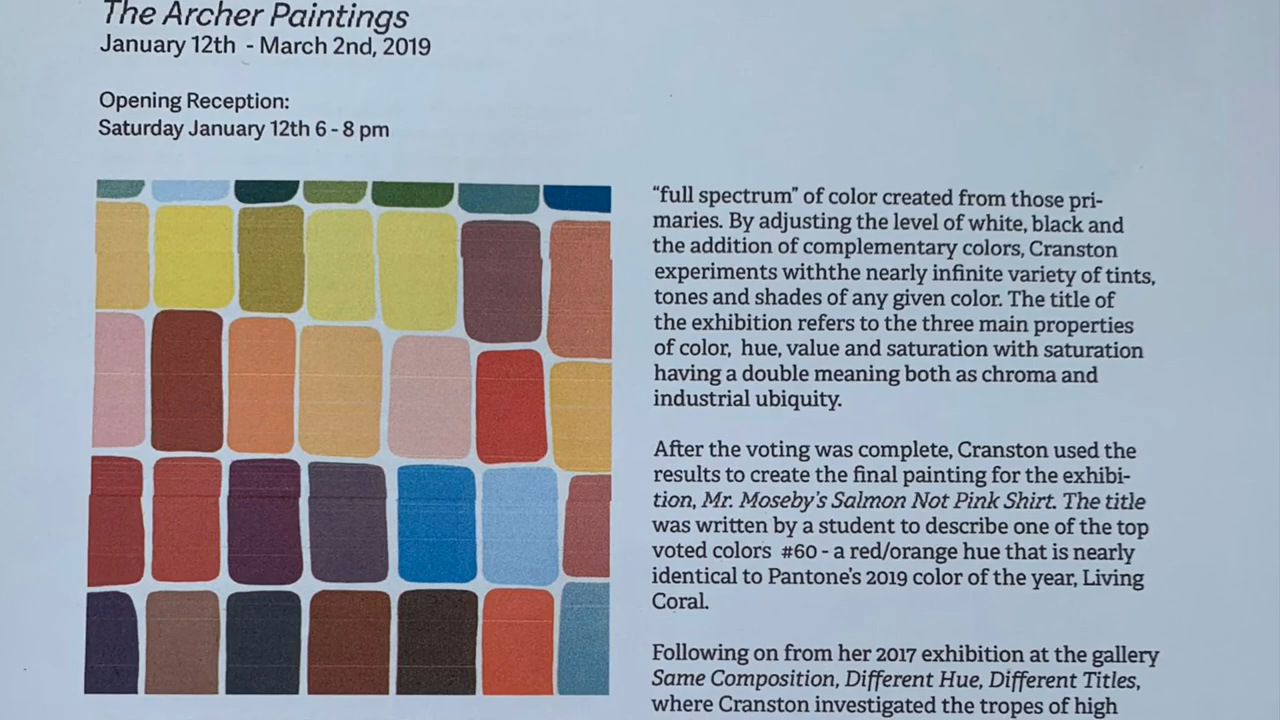 The Archer Paintings
January 12th - March 2nd, 2019
Opening Reception:
Saturday January 12th 6 - 8 pm
“full spectrum” of color created from those pri-
maries. By adjusting the level of white, black and
the addition of complementary colors, Cranston
experiments withthe nearly infinite variety of tints,
tones and shades of any given color. The title of
the exhibition refers to the three main properties
of color, hue, value and saturation with saturation
having a double meaning both as chroma and
industrial ubiquity.
After the voting was complete, Cranston used the
results to create the final painting for the exhibi-
tion, Mr. Moseby’s Salmon Not Pink Shirt. The title
was written by a student to describe one of the top
voted colors #60 - a red/orange hue that is nearly
identical to Pantone’s 2019 color of the year, Living
Coral.
Following on from her 2017 exhibition at the gallery
Same Composition, Different Hue, Different Titles,
where Cranston investigated the tropes of high